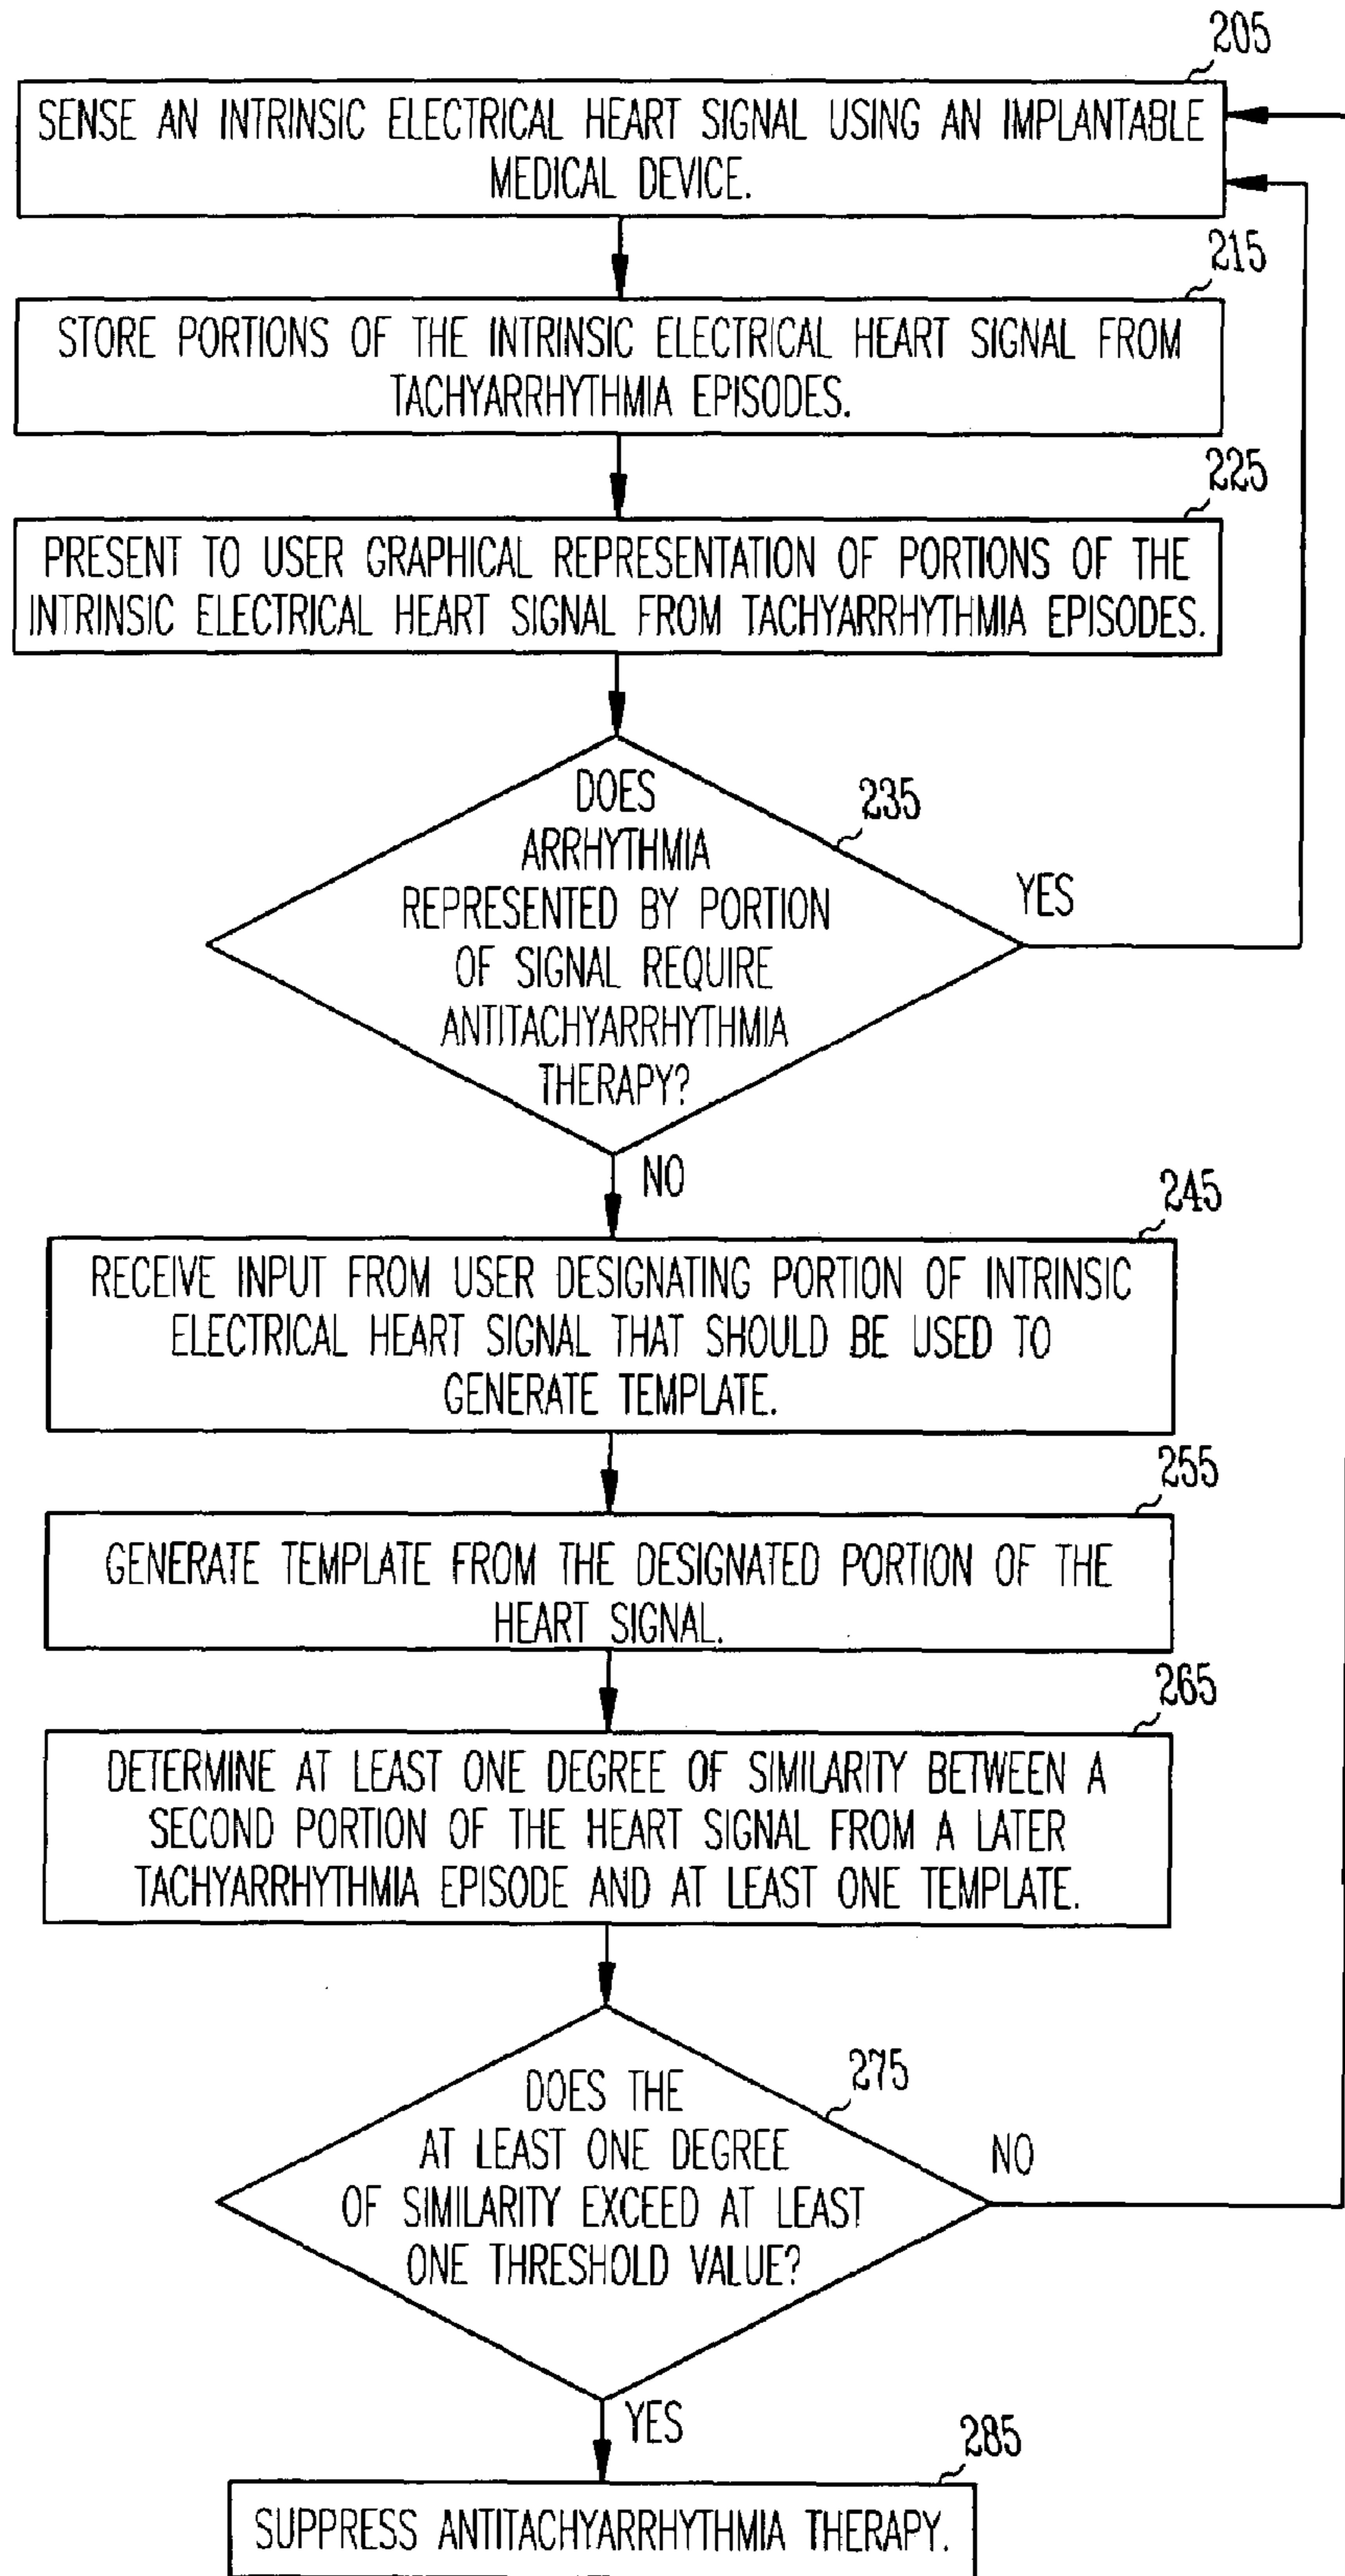 205
SENSE AN INTRINSIC ELECTRICAL HEART SIGNAL USING AN IMPLANTABLE
MEDICAL DEVICE.
215
STORE PORTIONS OF THE INTRINSIC ELECTRICAL HEART SIGNAL FROM
TACHYARRHYTHMIA EPISODES.
225
PRESENT TO USER GRAPHICAL REPRESENTATION OF PORTIONS OF THE
INTRINSIC ELECTRICAL HEART SIGNAL FROM TACHYARRHYTHMIA EPISODES.
235
DOES
ARRHYTHMIA
REPRESENTED BY PORTION
OF SIGNAL REQUIRE
ANTITACHYARRHYTHMIA
THERAPY?
YES
NO
245
RECEIVE INPUT FROM USER DESIGNATING PORTION OF INTRINSIC
ELECTRICAL HEART SIGNAL THAT SHOULD BE USED TO
GENERATE TEMPLATE.
255
GENERATE TEMPLATE FROM THE DESIGNATED PORTION OF THE
HEART SIGNAL.
265
DETERMINE AT LEAST ONE DEGREE OF SIMILARITY BETWEEN A
SECOND PORTION OF THE HEART SIGNAL FROM A LATER
TACHYARRHYTHMIA EPISODE AND AT LEAST ONE TEMPLATE.
275
DOES THE
AT LEAST ONE DEGREE
OF SIMILARITY EXCEED AT LEAST
ONE THRESHOLD VALUE?
NO
YES
285
SUPPRESS ANTITACHYARRHYTHMIA THERAPY.